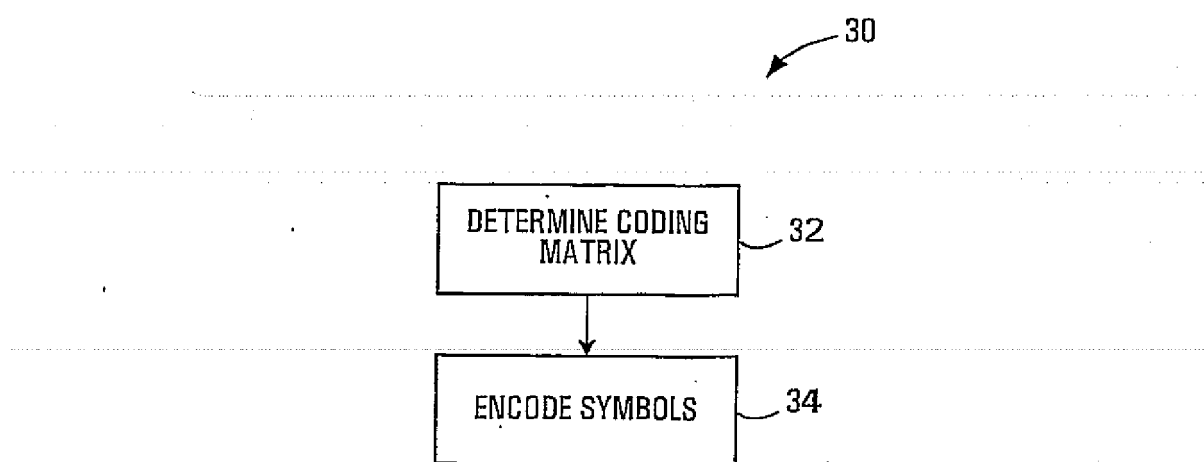 30
DETERMINE CODING
MATRIX
32
ENCODE SYMBOLS
34